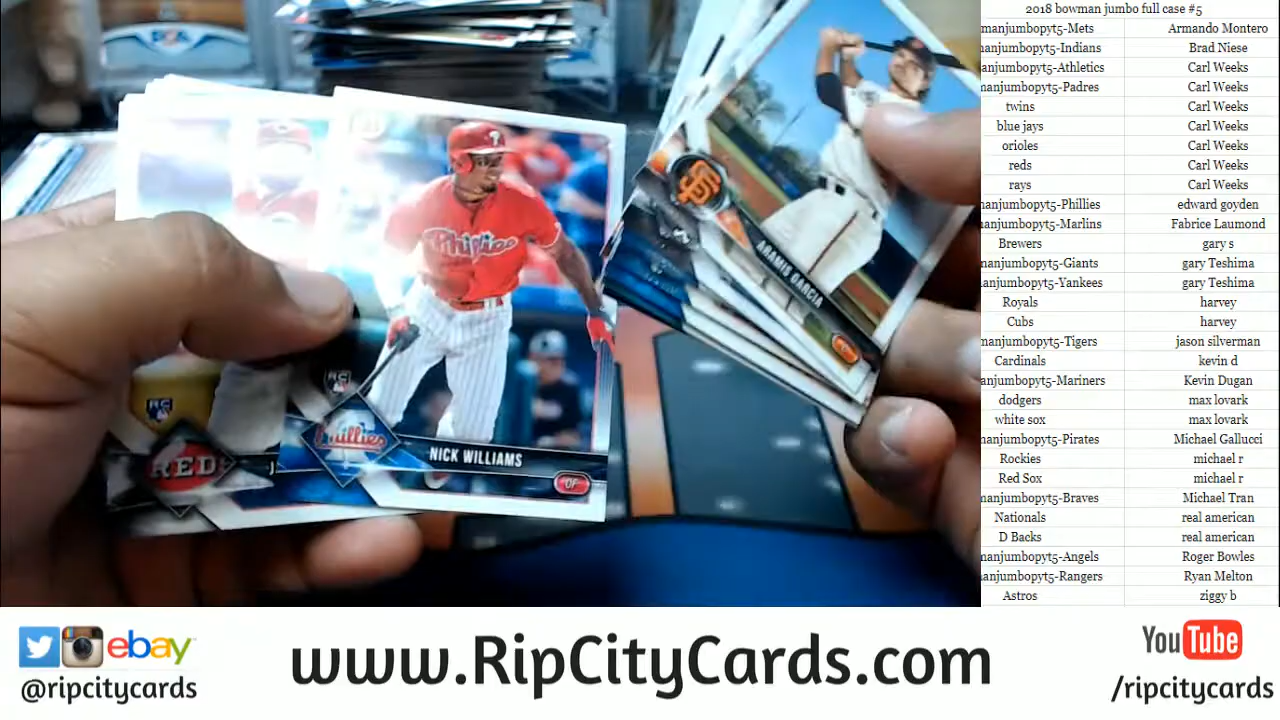 2018 bowman jumbo full case #5
manjumbopyt5-Mets Armando Montero
manjumbopyt5-Indians Brad Niese
anjumbopyt5-Athletics Carl Weeks
manjumbopyt5-Padres Carl Weeks
twins Carl Weeks
blue jays Carl Weeks
orioles Carl Weeks
reds Carl Weeks
rays Carl Weeks
manjumbopyt5-Phillies edward goyden
manjumbopyt5-Marlins Fabrice Laumond
Brewers gary s
manjumbopyt5-Giants gary Teshima
manjumbopyt5-Yankees gary Teshima
Royals harvey
Cubs harvey
manjumbopyt5-Tigers jason silverman
Cardinals kevin d
manjumbopyt5-Mariners Kevin Dugan
dodgers max lovark
white sox max lovark
manjumbopyt5-Pirates Michael Gallucci
Rockies michael r
Red Sox michael r
manjumbopyt5-Braves Michael Tran
Nationals real american
D Backs real american
manjumbopyt5-Angels Roger Bowles
manjumbopyt5-Rangers Ryan Melton
Astros ziggy b
Phillies
RC
Phillies
NICK WILLIAMS
OF
RC
REDS
J
SF
ARAMIS GARCIA
ebay
@ripcitycards
www.RipCityCards.com
YouTube
/ripcitycards